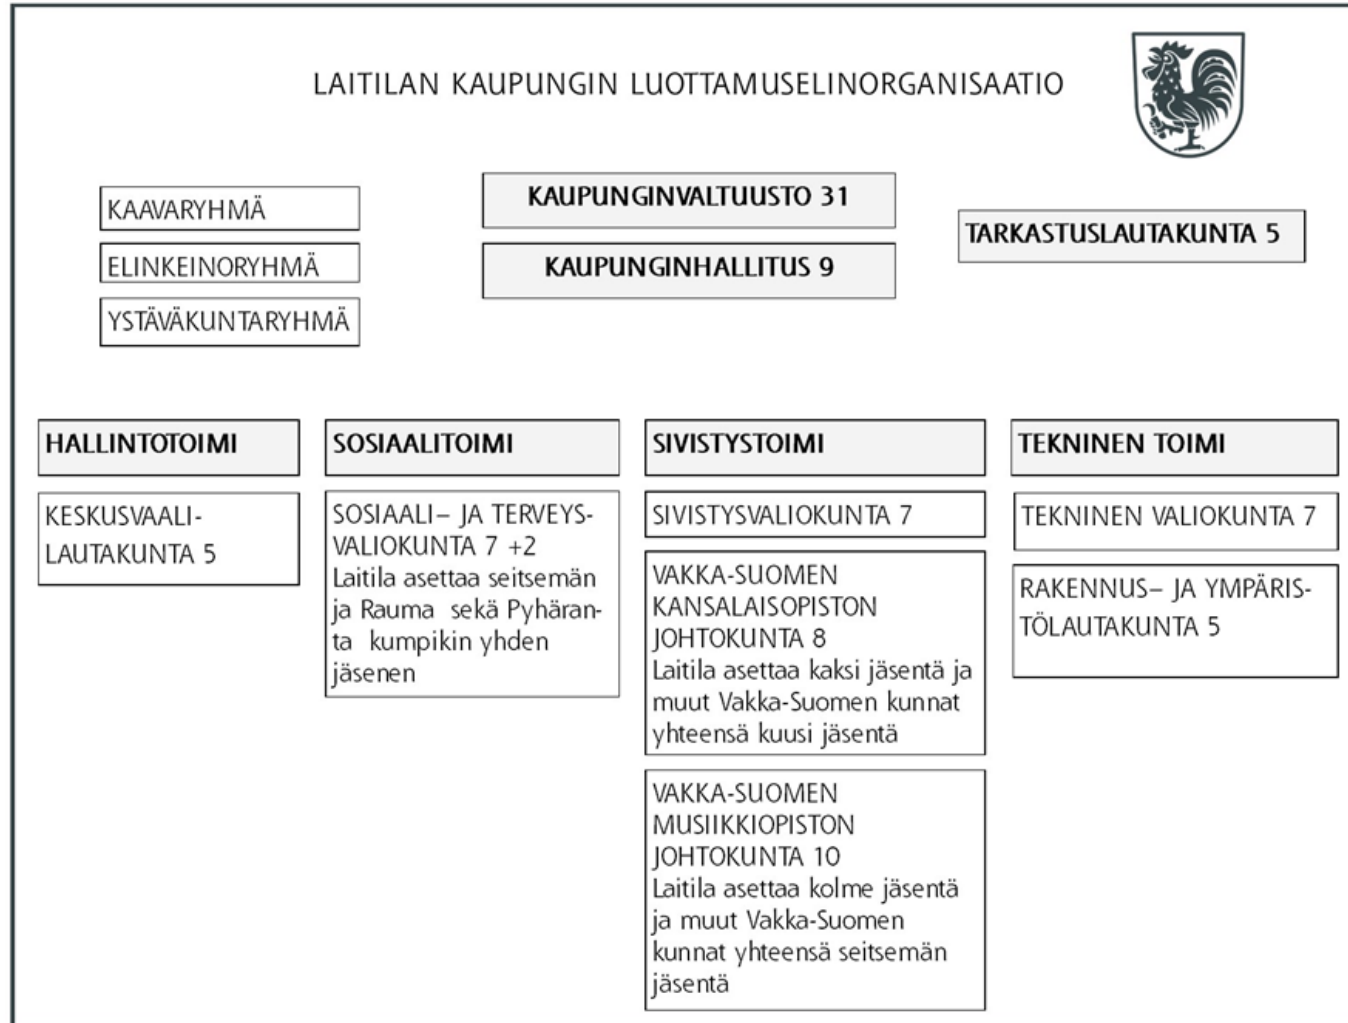 LAITILAN KAUPUNGIN LUOTTAMUSELINORGANISAATIO
KAAVARYHMÄ
ELINKEINORYHMÄ
YSTÄVÄKUNTARYHMÄ
KAUPUNGINVALTUUSTO 31
KAUPUNGINHALLITUS 9
TARKASTUSLAUTAKUNTA 5
HALLINTOTOIMI
KESKUSVAALI-
LAUTAKUNTA 5
SOSIAALITOIMI
SOSIAALI– JA TERVEYS-
VALIOKUNTA 7 +2
Laitila asettaa seitsemän
ja Rauma  sekä Pyhäran-
ta  kumpikin yhden
jäsenen
SIVISTYSTOIMI
SIVISTYSVALIOKUNTA 7
VAKKA-SUOMEN
KANSALAISOPISTON
JOHTOKUNTA 8
Laitila asettaa kaksi jäsentä ja
muut Vakka-Suomen kunnat
yhteensä kuusi jäsentä
VAKKA-SUOMEN
MUSIIKKIOPISTON
JOHTOKUNTA 10
Laitila asettaa kolme jäsentä
ja muut Vakka-Suomen
kunnat yhteensä seitsemän
jäsentä
TEKNINEN TOIMI
TEKNINEN VALIOKUNTA 7
RAKENNUS– JA YMPÄRIS-
TÖLAUTAKUNTA 5